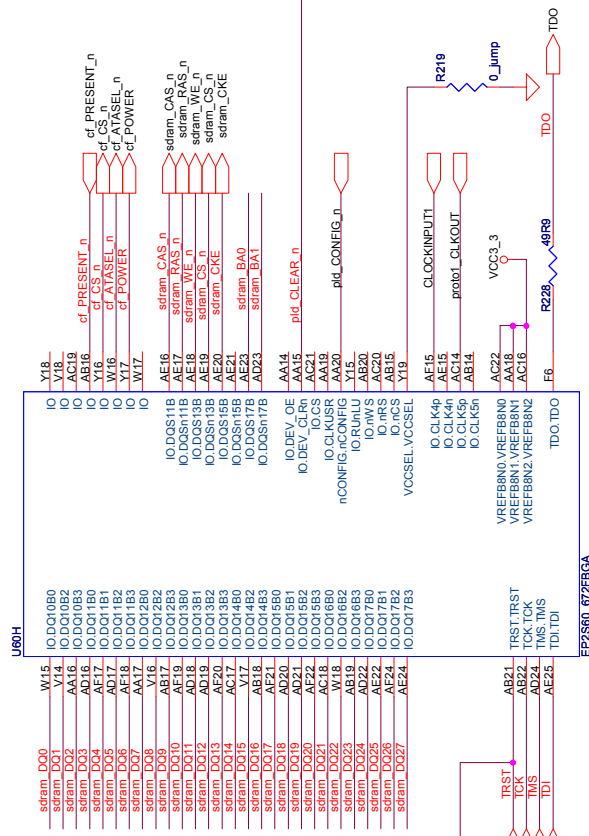 U60H
sdram_DQ0 W15 IO.DQ10B0
sdram_DQ1 V14 IO.DQ10B2
sdram_DQ2 AA16 IO.DQ10B3
sdram_DQ3 AD16 IO.DQ11B0
sdram_DQ4 AF17 IO.DQ11B1
sdram_DQ5 AD17 IO.DQ11B2
sdram_DQ6 AF18 IO.DQ11B3
sdram_DQ7 AA17 IO.DQ12B0
sdram_DQ8 V16 IO.DQ12B2
sdram_DQ9 AB17 IO.DQ12B3
sdram_DQ10 AF19 IO.DQ13B0
sdram_DQ11 AD18 IO.DQ13B1
sdram_DQ12 AD19 IO.DQ13B2
sdram_DQ13 AF20 IO.DQ13B3
sdram_DQ14 AC17 IO.DQ14B0
sdram_DQ15 V17 IO.DQ14B2
sdram_DQ16 AB18 IO.DQ14B3
sdram_DQ17 AF21 IO.DQ15B0
sdram_DQ18 AD20 IO.DQ15B1
sdram_DQ19 AD21 IO.DQ15B2
sdram_DQ20 AF22 IO.DQ15B3
sdram_DQ21 AC18 IO.DQ16B0
sdram_DQ22 W18 IO.DQ16B2
sdram_DQ23 AB19 IO.DQ16B3
sdram_DQ24 AD22 IO.DQ17B0
sdram_DQ25 AE22 IO.DQ17B1
sdram_DQ26 AF24 IO.DQ17B2
sdram_DQ27 AE24 IO.DQ17B3
TRST AB21 TRST.TRST
TCK AB22 TCK.TCK
TMS AD24 TMS.TMS
TDI AE25 TDI.TDI
IO Y18
IO V18
IO AC19
IO AB16 cf_PRESENT_n cf_PRESENT_n
IO Y16 cf_CS_n cf_CS_n
IO W16 cf_ATASEL_n cf_ATASEL_n
IO Y17 cf_POWER cf_POWER
IO W17
IO.DQS11B AE16 sdram_CAS_n sdram_CAS_n
IO.DQSn11B AE17 sdram_RAS_n sdram_RAS_n
IO.DQS13B AE18 sdram_WE_n sdram_WE_n
IO.DQSn13B AE19 sdram_CS_n sdram_CS_n
IO.DQS15B AE20 sdram_CKE sdram_CKE
IO.DQSn15B AE21
IO.DQS17B AE23 sdram_BA0
IO.DQSn17B AD23 sdram_BA1
IO.DEV_OE AA14
IO.DEV_CLRn AA15 pld_CLEAR_n
IO.CS AC21
IO.CLKUSR AA19
nCONFIG.nCONFIG AA20 pld_CONFIG_n
IO.RUnLU Y15
IO.nWS AB20
IO.nRS AC20
IO.nCS AB15
VCCSEL.VCCSEL Y19 R219 0_jump
IO.CLK4p AF15 CLOCKINPUT1
IO.CLK4n AE15
IO.CLK5p AC14 proto1_CLKOUT
IO.CLK5n AB14
VREFB8N0.VREFB8N0 AC22 VCC3_3
VREFB8N1.VREFB8N1 AA18
VREFB8N2.VREFB8N2 AC16
TDO.TDO F6 R228 49R9 TDO TDO
EP2S60_672FBGA